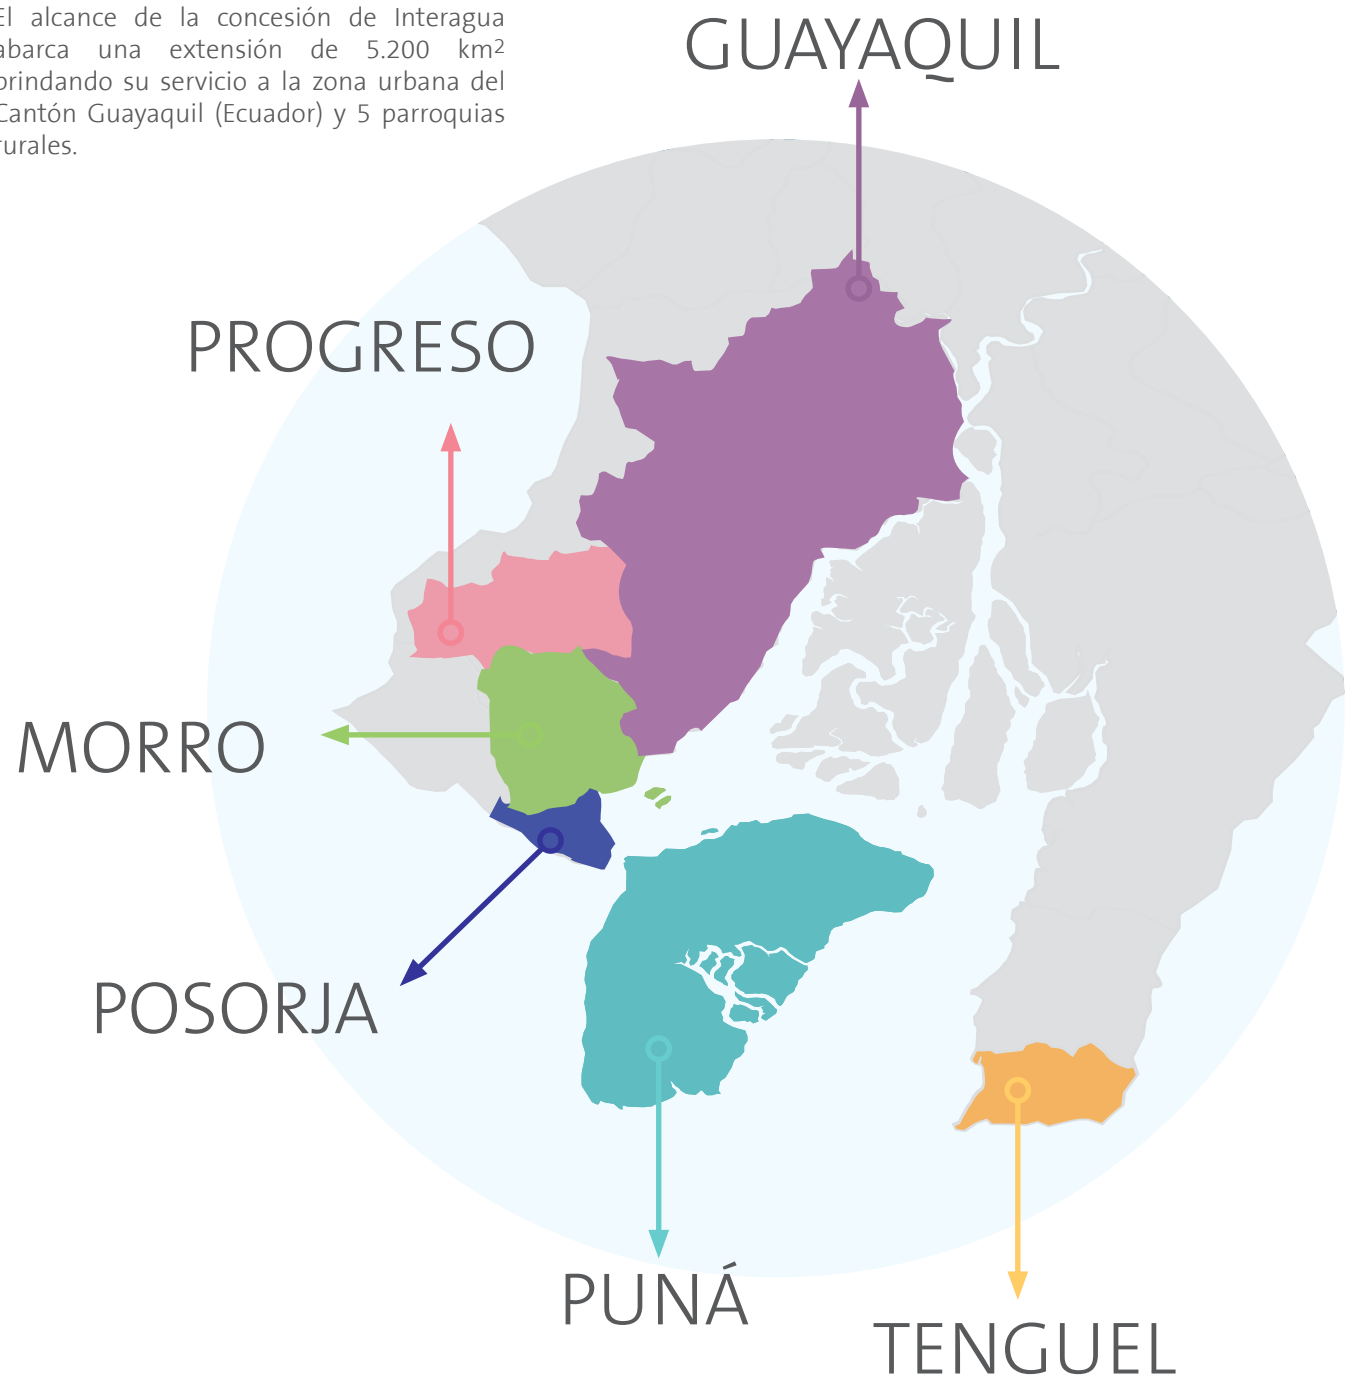 El alcance de la concesión de Interagua
abarca una extensión de 5.200 km²
brindando su servicio a la zona urbana del
Cantón Guayaquil (Ecuador) y 5 parroquias
rurales.
GUAYAQUIL
PROGRESO
MORRO
POSORJA
PUNÁ
TENGUEL